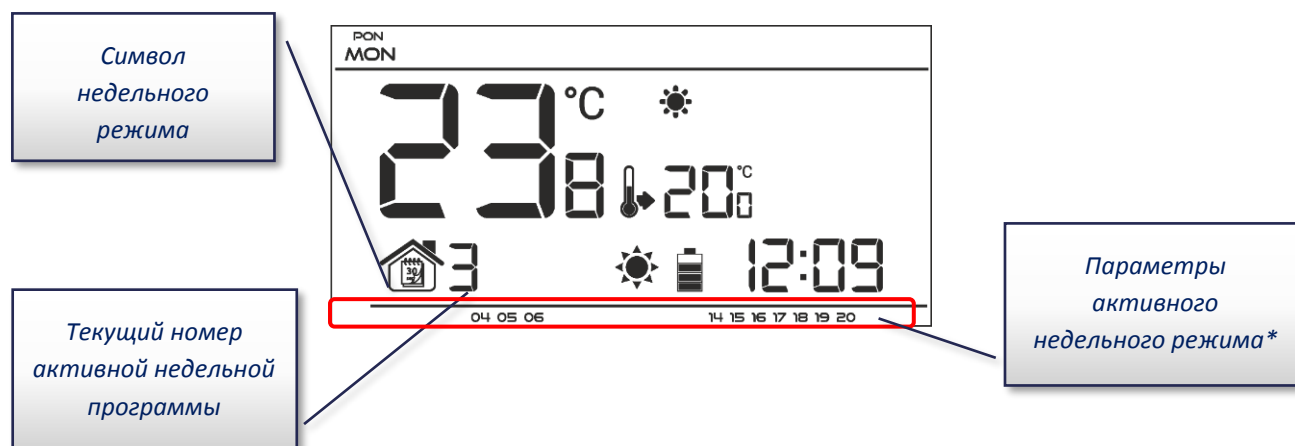 Символ
недельного
режима
PON
MON
23 8 °C
20 0 °C
30
3
12:09
04 05 06 14 15 16 17 18 19 20
Текущий номер
активной недельной
программы
Параметры
активного
недельного режима*